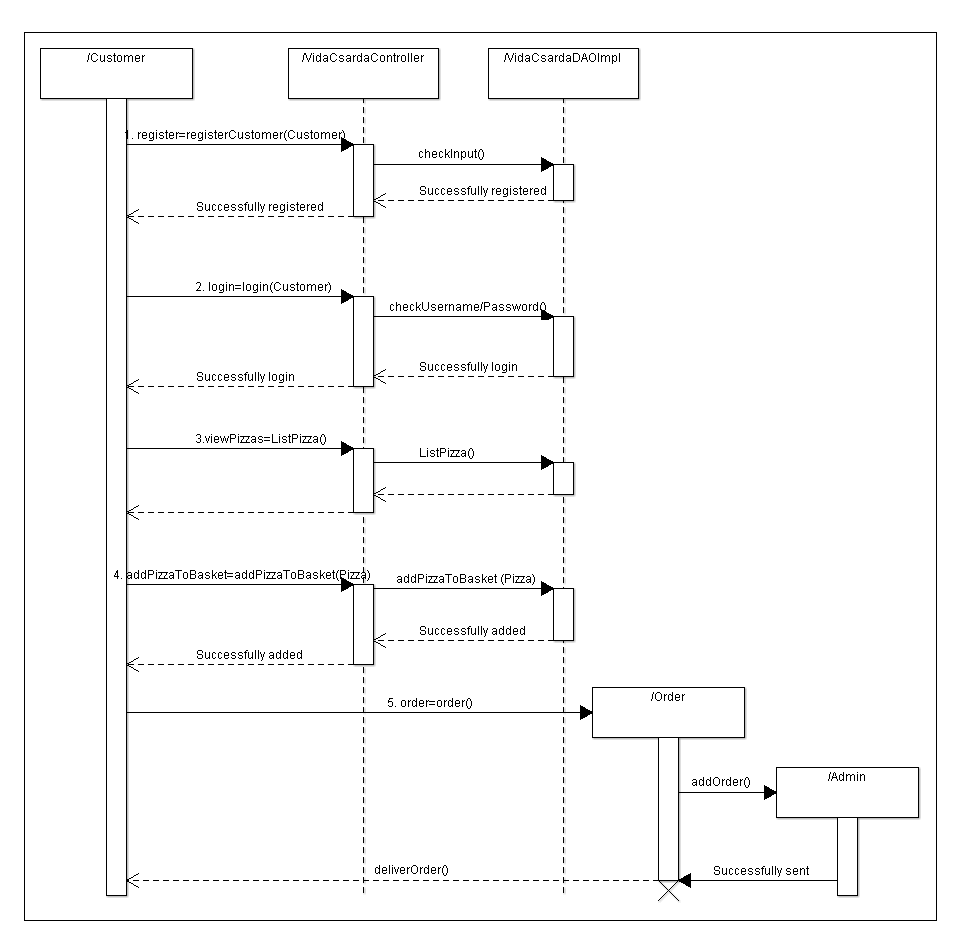 /Customer
/VidaCsardaController
/VidaCsardaDAOImpl
1. register=registerCustomer(Customer)
checkInput()
Successfully registered
Successfully registered
2. login=login(Customer)
checkUsername/Password()
Successfully login
Successfully login
3.viewPizzas=ListPizza()
ListPizza()
4. addPizzaToBasket=addPizzaToBasket(Pizza)
addPizzaToBasket (Pizza)
Successfully added
Successfully added
/Order
5. order=order()
/Admin
addOrder()
deliverOrder()
Successfully sent